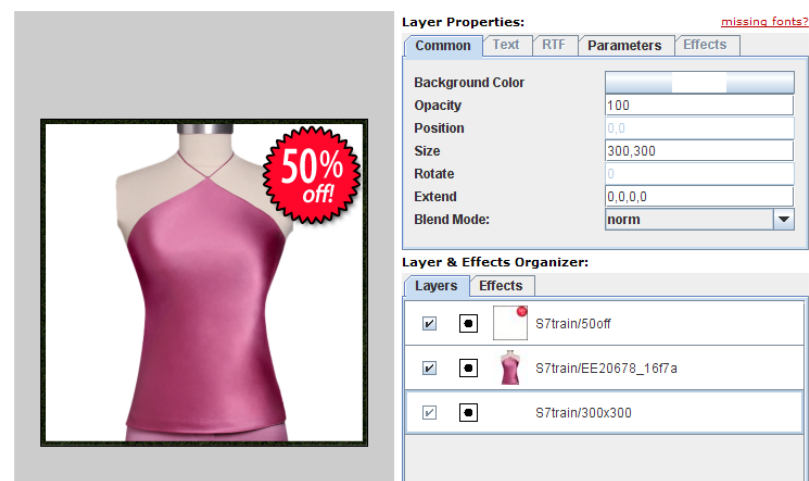 50%
off!
Layer Properties:
missing fonts?
Common Text RTF Parameters Effects
Background Color
Opacity 100
Position 0,0
Size 300,300
Rotate 0
Extend 0,0,0,0
Blend Mode: norm
Layer & Effects Organizer:
Layers Effects
S7train/50off
S7train/EE20678_16f7a
S7train/300x300